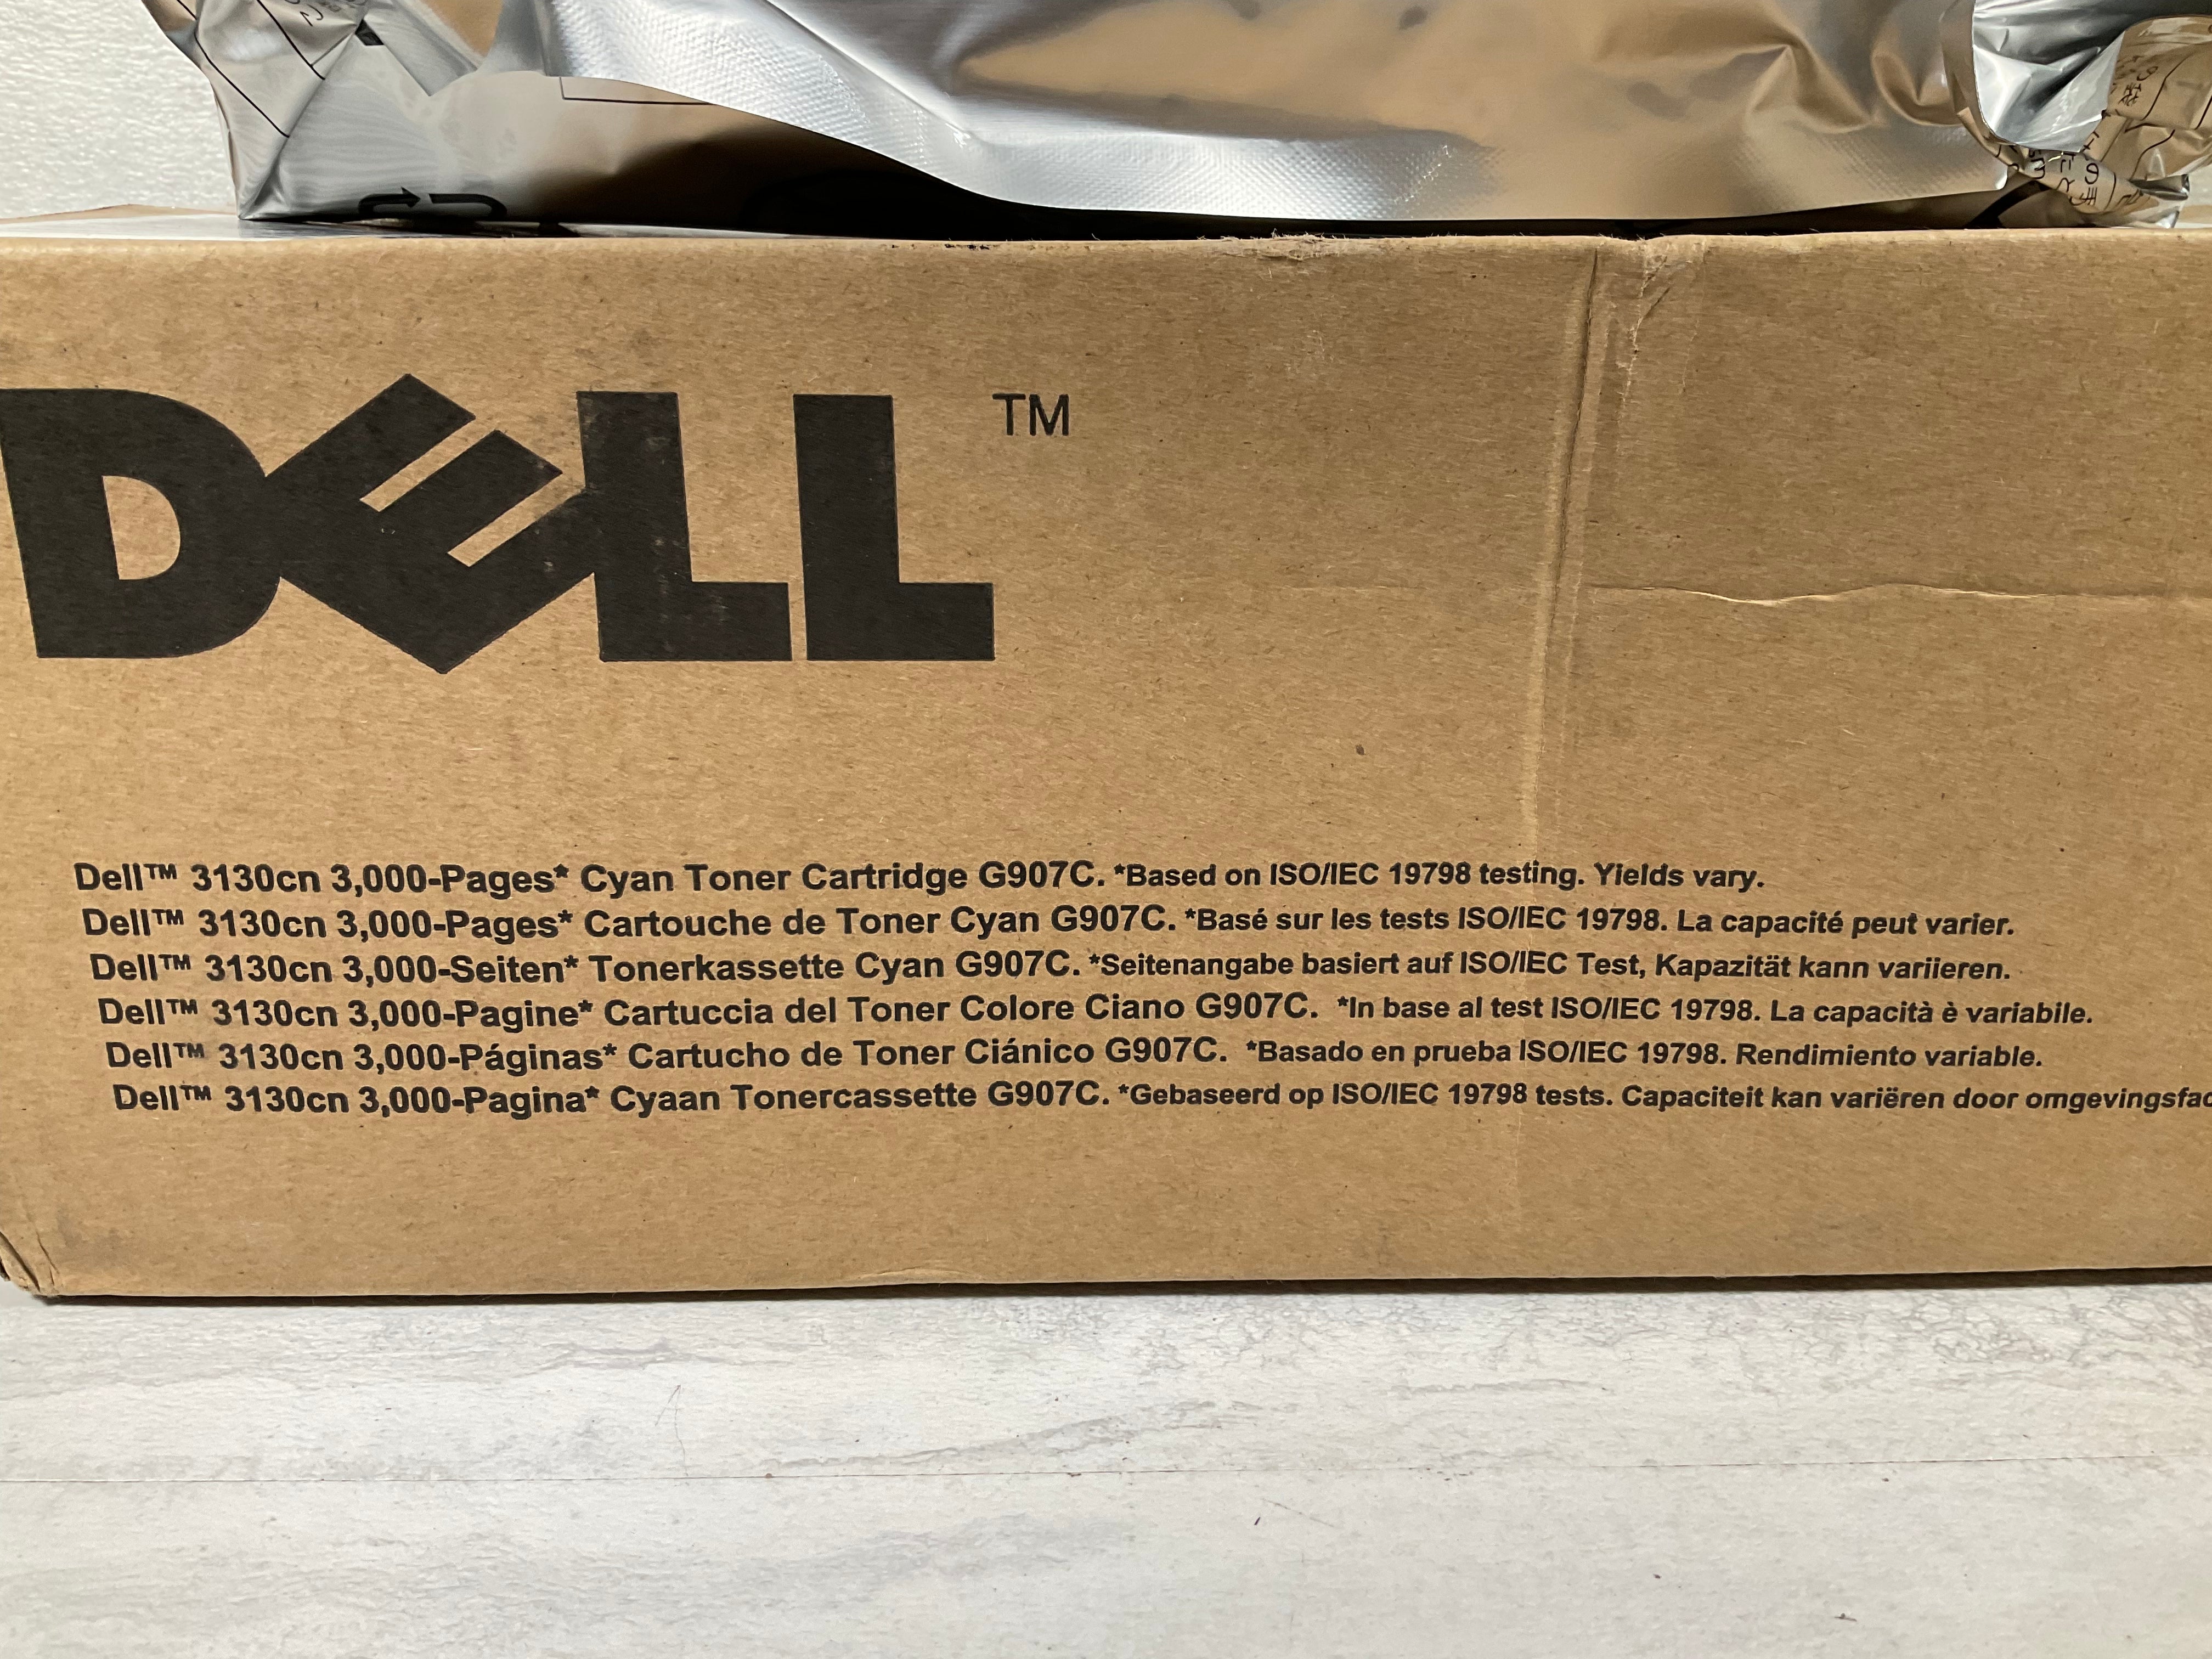 DELL™
Dell™ 3130cn 3,000-Pages* Cyan Toner Cartridge G907C. *Based on ISO/IEC 19798 testing. Yields vary.
Dell™ 3130cn 3,000-Pages* Cartouche de Toner Cyan G907C. *Basé sur les tests ISO/IEC 19798. La capacité peut varier.
Dell™ 3130cn 3,000-Seiten* Tonerkassette Cyan G907C. *Seitenangabe basiert auf ISO/IEC Test, Kapazität kann variieren.
Dell™ 3130cn 3,000-Pagine* Cartuccia del Toner Colore Ciano G907C. *In base al test ISO/IEC 19798. La capacità è variabile.
Dell™ 3130cn 3,000-Páginas* Cartucho de Toner Ciánico G907C. *Basado en prueba ISO/IEC 19798. Rendimiento variable.
Dell™ 3130cn 3,000-Pagina* Cyaan Tonercassette G907C. *Gebaseerd op ISO/IEC 19798 tests. Capaciteit kan variëren door